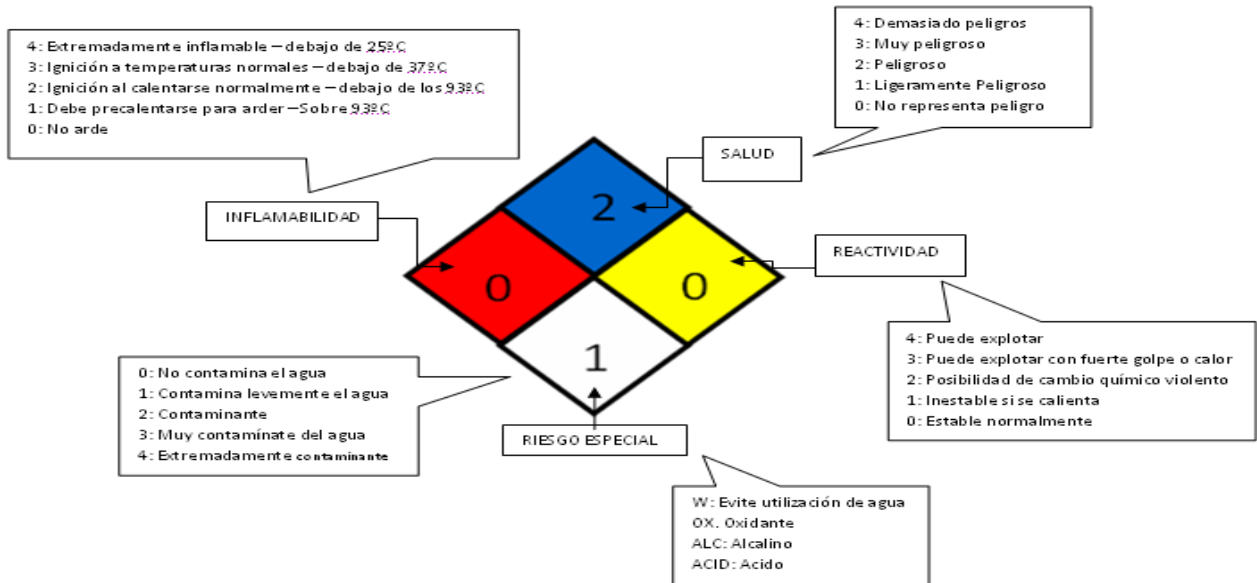 4: Extremadamente inflamable – debajo de 25ºC
3: Ignición a temperaturas normales – debajo de 37ºC
2: Ignición al calentarse normalmente – debajo de los 93ºC
1: Debe precalentarse para arder – Sobre 93ºC
0: No arde
4: Demasiado peligros
3: Muy peligroso
2: Peligroso
1: Ligeramente Peligroso
0: No representa peligro
SALUD
INFLAMABILIDAD
2
REACTIVIDAD
0
0
1
4: Puede explotar
3: Puede explotar con fuerte golpe o calor
2: Posibilidad de cambio químico violento
1: Inestable si se calienta
0: Estable normalmente
0: No contamina el agua
1: Contamina levemente el agua
2: Contaminante
3: Muy contamínate del agua
4: Extremadamente contaminante
RIESGO ESPECIAL
W: Evite utilización de agua
OX. Oxidante
ALC: Alcalino
ACID: Acido